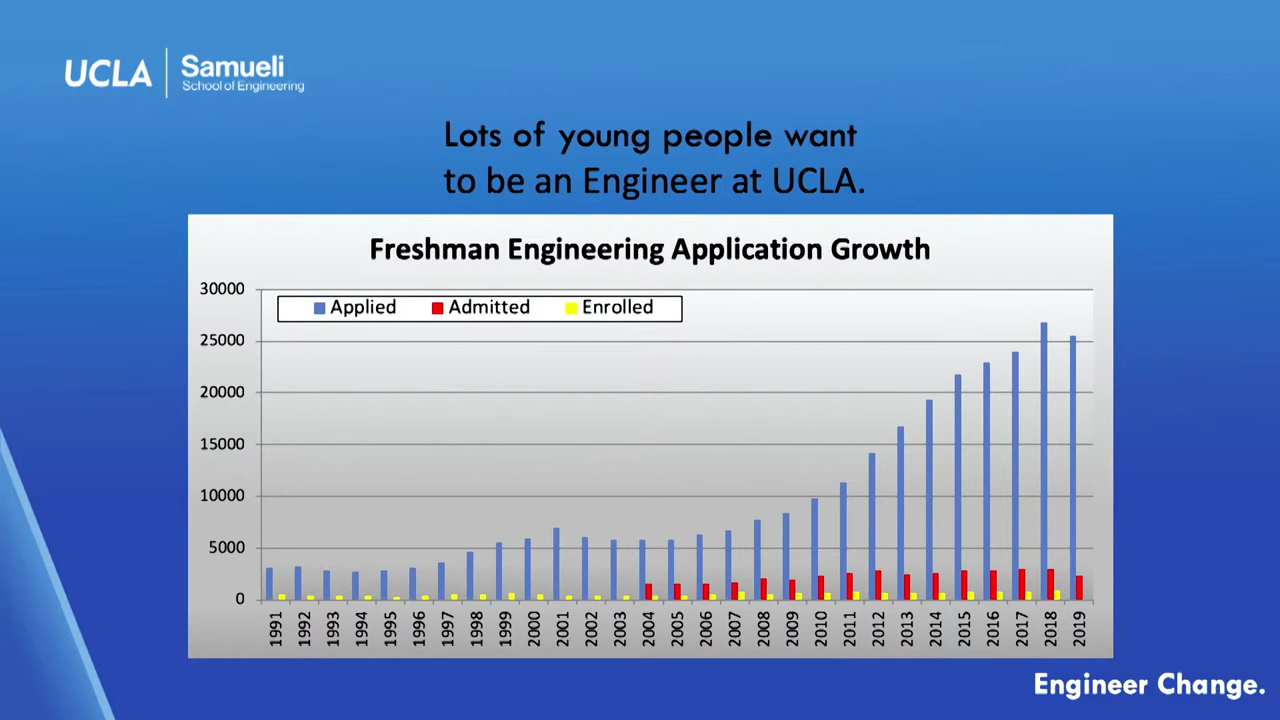 UCLA
Samueli
School of Engineering
Lots of young people want
to be an Engineer at UCLA.
Freshman Engineering Application Growth
30000
Applied Admitted Enrolled
25000
20000
15000
10000
5000
0
1991 1992 1993 1994 1995 1996 1997 1998 1999 2000 2001 2002 2003 2004 2005 2006 2007 2008 2009 2010 2011 2012 2013 2014 2015 2016 2017 2018 2019
Engineer Change.